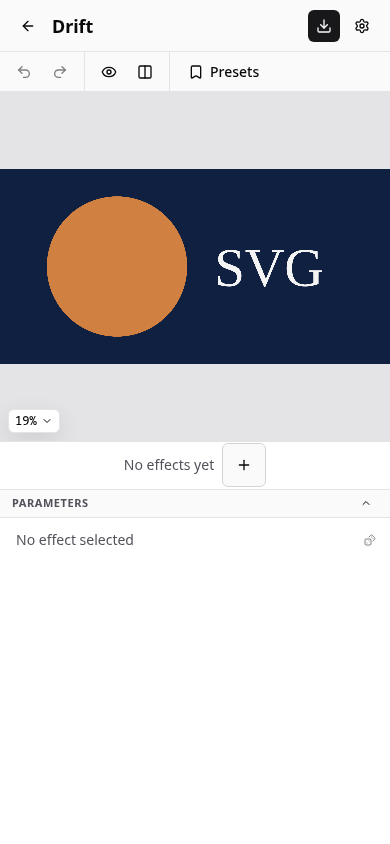 Drift
Presets
SVG
19%
No effects yet
PARAMETERS
No effect selected